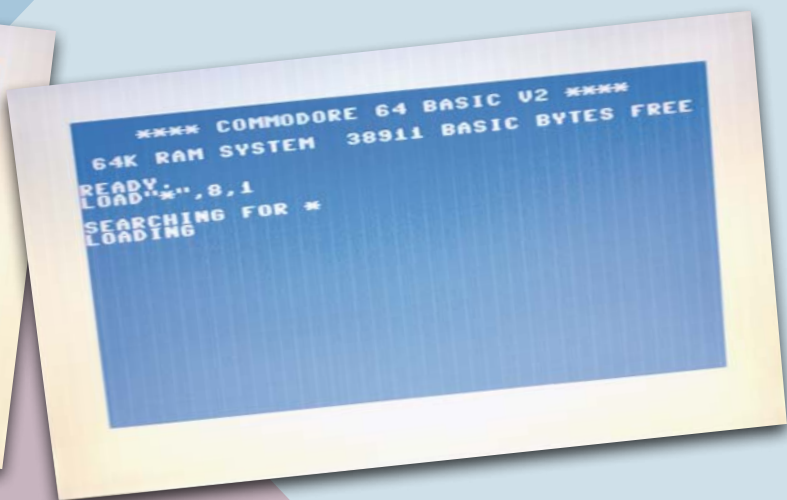 **** COMMODORE 64 BASIC V2 ****
64K RAM SYSTEM  38911 BASIC BYTES FREE
READY.
LOAD"*",8,1
SEARCHING FOR *
LOADING